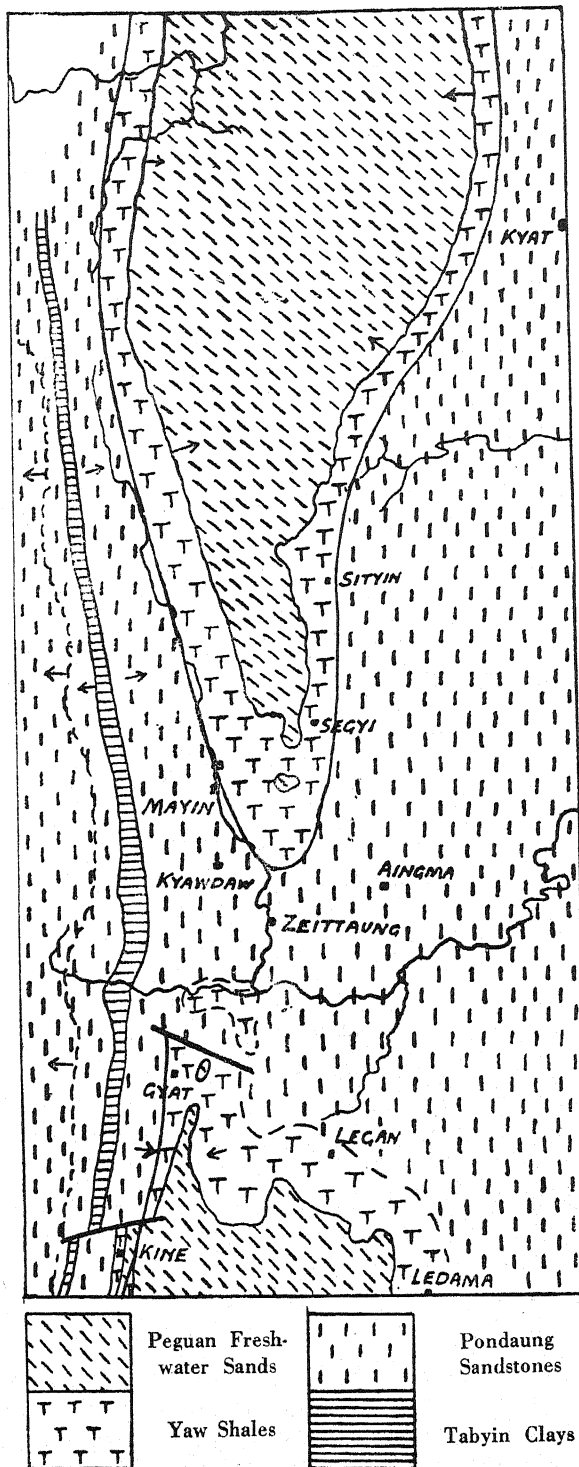 KYAT
SITYIN
SEGYI
MAYIN
KYAWDAW
AINGMA
ZEITTAUNG
GYAT
LEGAN
KINE
LEDAMA
Peguan Fresh-
water Sands
Pondaung
Sandstones
Yaw Shales
Tabyin Clays